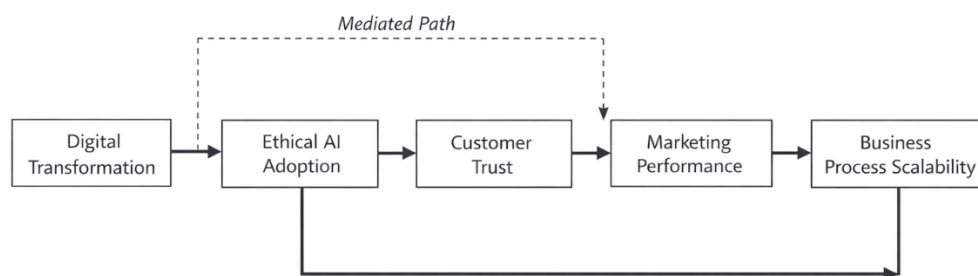 Mediated Path
Digital
Transformation
Ethical AI
Adoption
Customer
Trust
Marketing
Performance
Business
Process Scalability